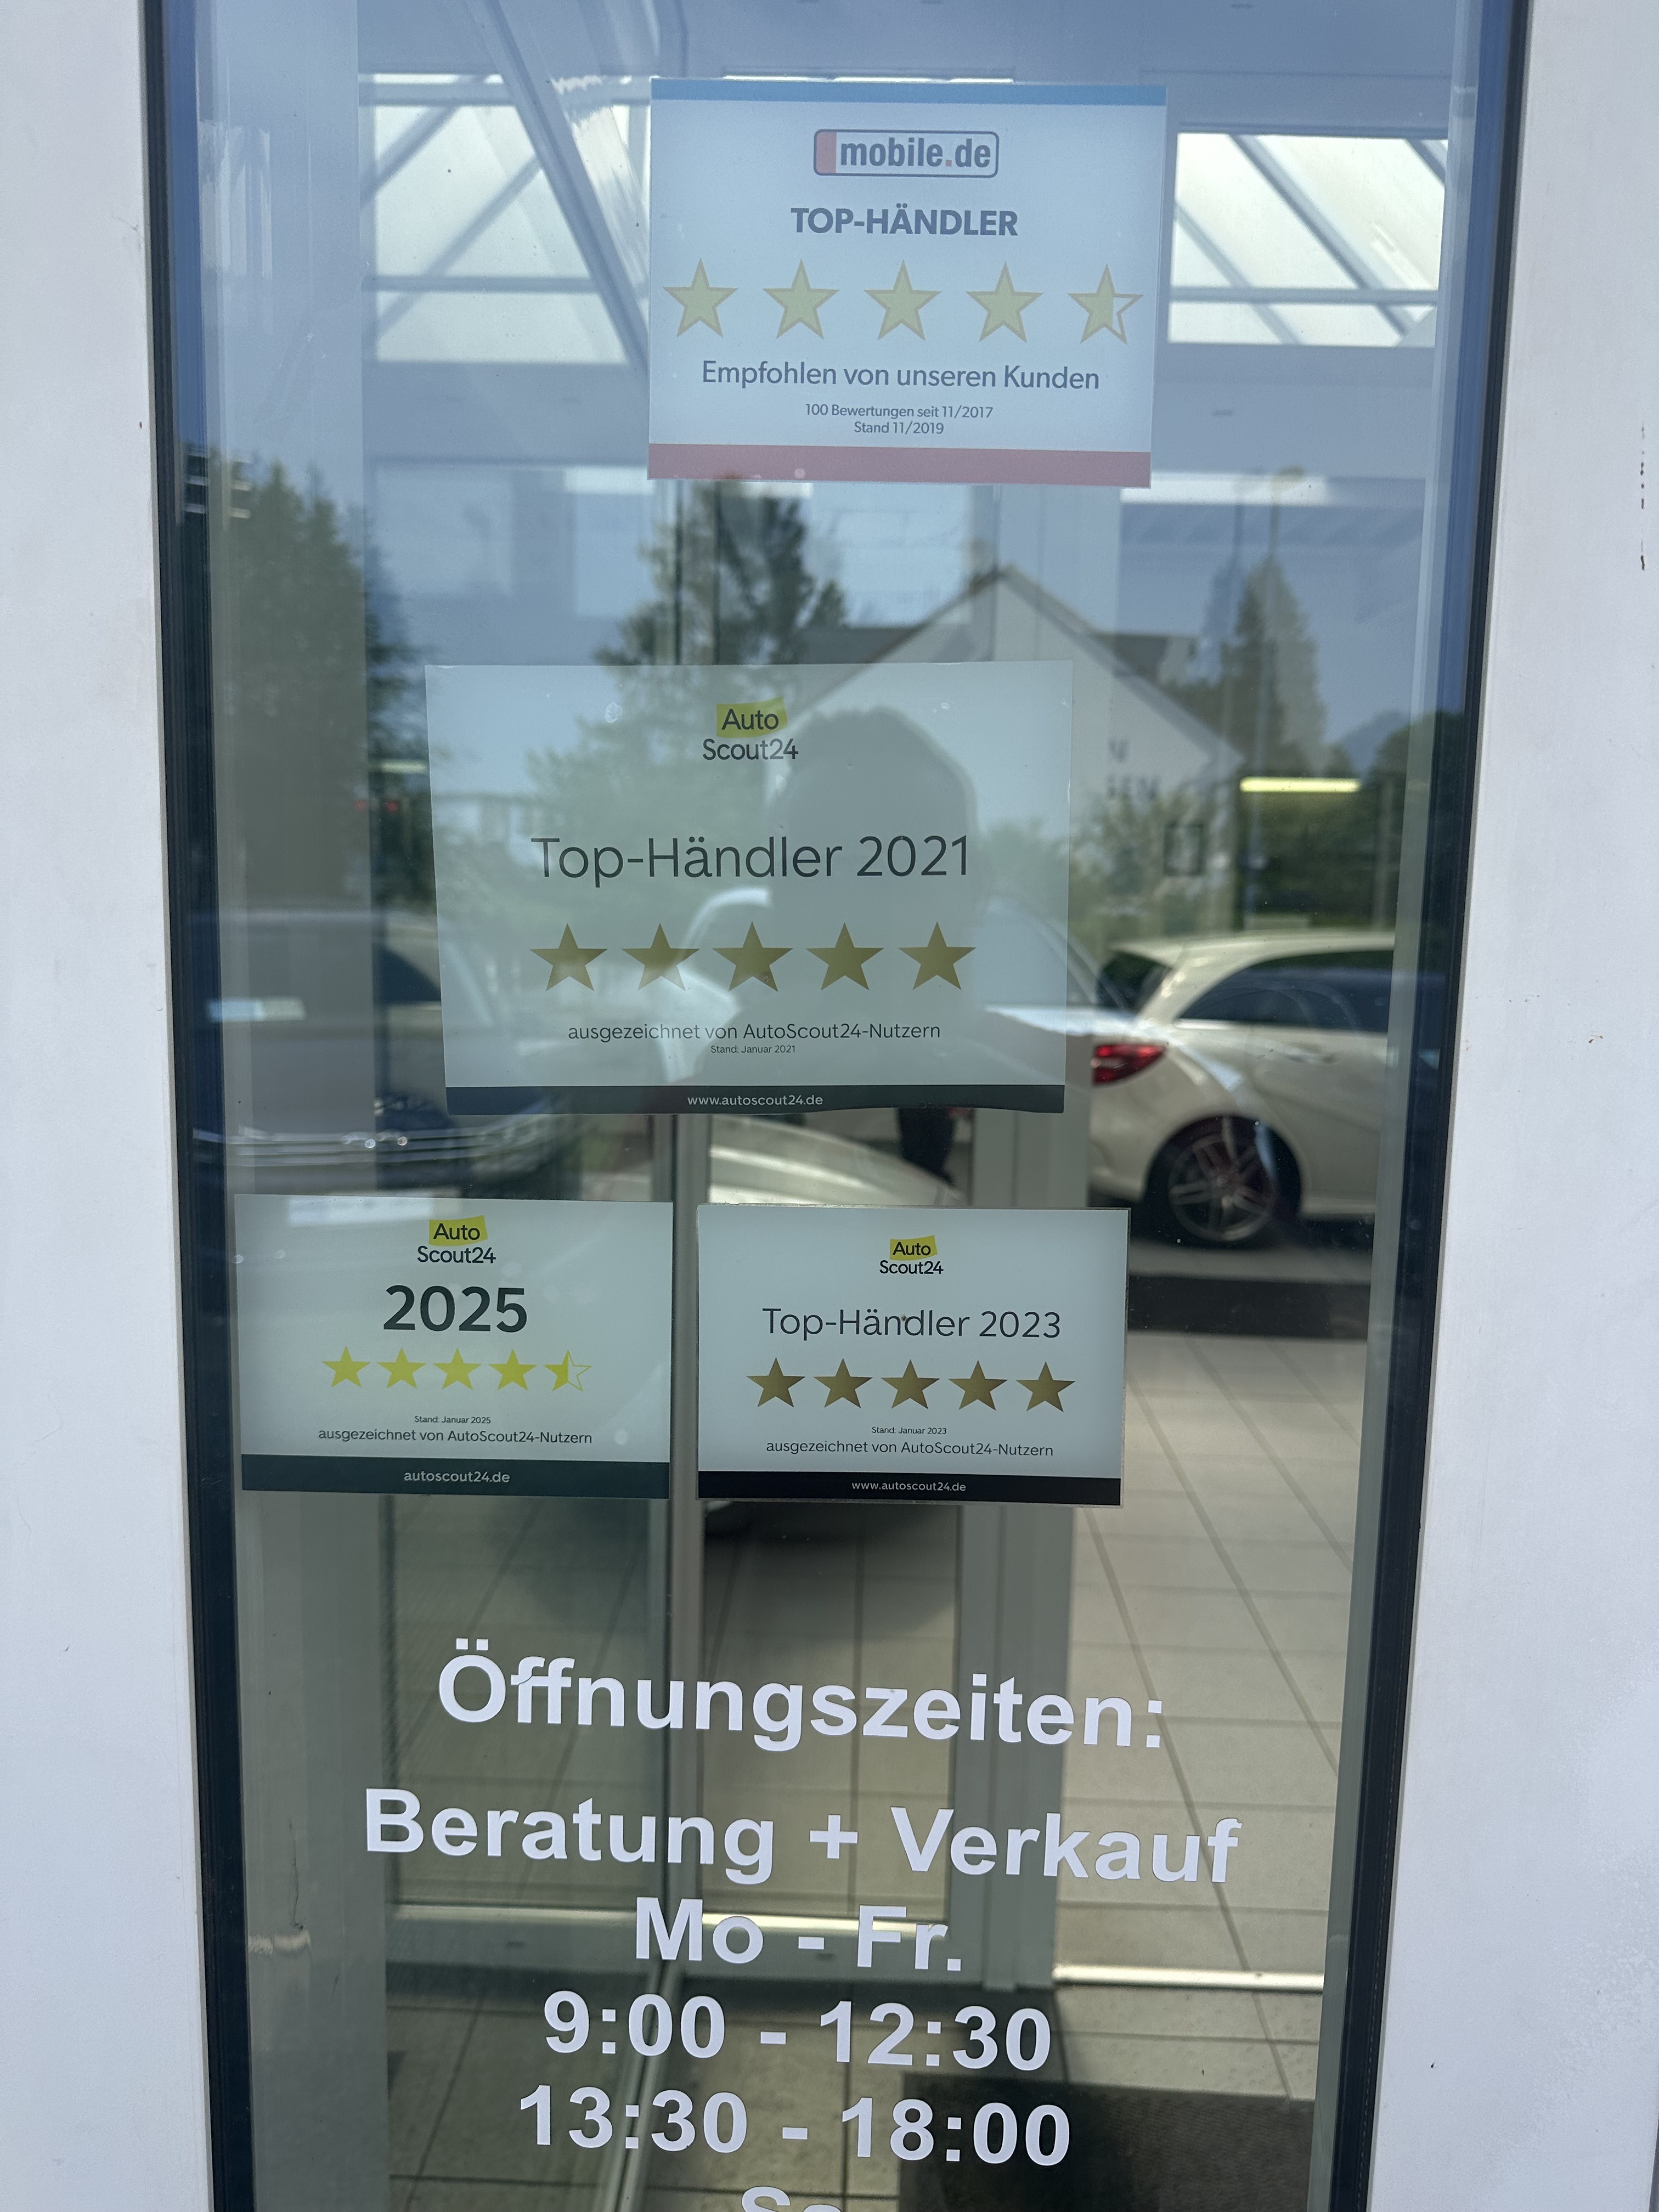 mobile.de
TOP-HÄNDLER
Empfohlen von unseren Kunden
100 Bewertungen seit 11/2017
Stand 11/2019
Auto
Scout24
Top-Händler 2021
ausgezeichnet von AutoScout24-Nutzern
Stand: Januar 2021
www.autoscout24.de
Auto
Scout24
2025
Stand: Januar 2025
ausgezeichnet von AutoScout24-Nutzern
autoscout24.de
Auto
Scout24
Top-Händler 2023
Stand: Januar 2023
ausgezeichnet von AutoScout24-Nutzern
www.autoscout24.de
Öffnungszeiten:
Beratung + Verkauf
Mo - Fr.
9:00 - 12:30
13:30 - 18:00